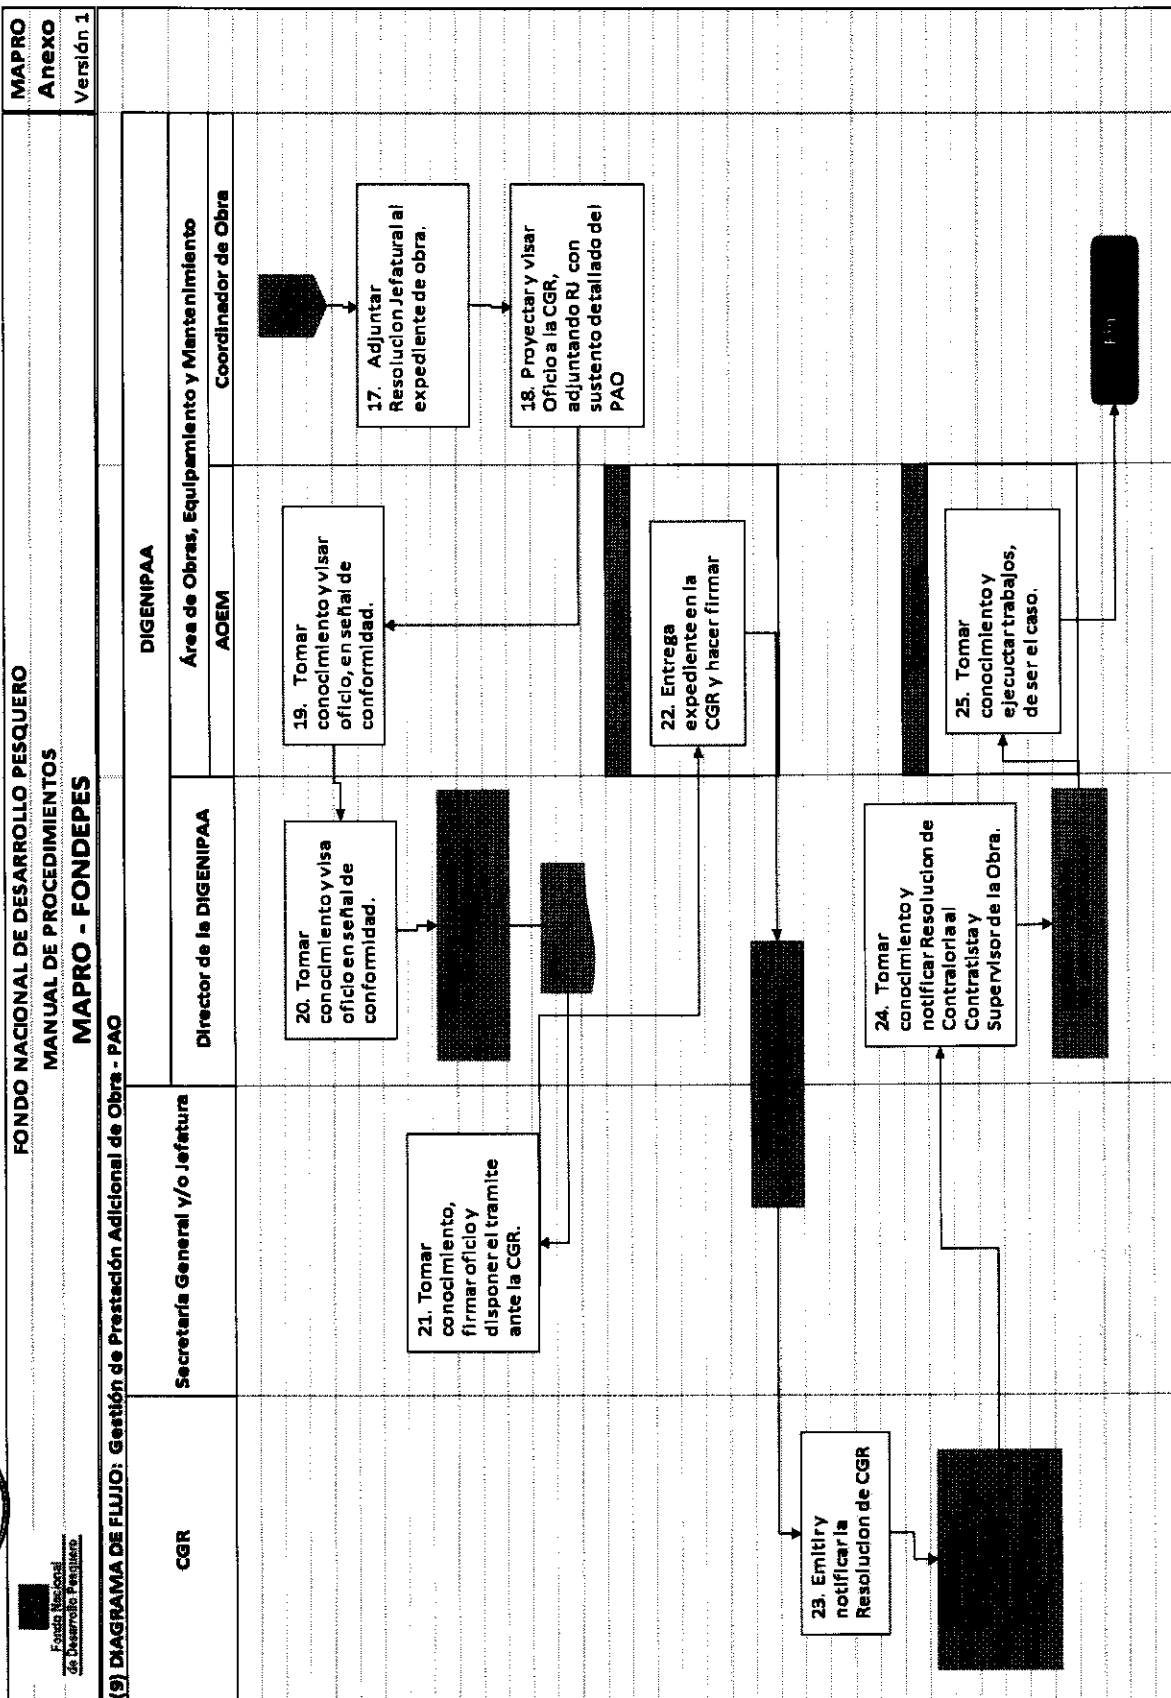 FONDO NACIONAL DE DESARROLLO PESQUERO
MANUAL DE PROCEDIMIENTOS
MAPRO - FONDEPES
MAPRO
Anexo
Versión 1
Fondo Nacional
de Desarrollo Pesquero
(9) DIAGRAMA DE FLUJO: Gestión de Prestación Adicional de Obra - PAO
CGR
Secretaría General y/o Jefatura
DIGENIPAA
Director de la DIGENIPAA
Área de Obras, Equipamiento y Mantenimiento
AOEM
Coordinador de Obra
17. Adjuntar
Resolucion Jefatural al
expediente de obra.
18. Proyectar y visar
Oficio a la CGR,
adjuntando RJ con
sustento detallado del
PAO
19. Tomar
conocimiento y visar
oficio, en señal de
conformidad.
20. Tomar
conocimiento y visa
oficio en señal de
conformidad.
21. Tomar
conocimiento,
firmar oficio y
disponer el tramite
ante la CGR.
22. Entrega
expediente en la
CGR y hacer firmar
23. Emitir y
notificar la
Resolucion de CGR
24. Tomar
conocimiento y
notificar Resolucion de
Contraloria al
Contratista y
Supervisor de la Obra.
25. Tomar
conocimiento y
ejecuctar trabajos,
de ser el caso.
Fin